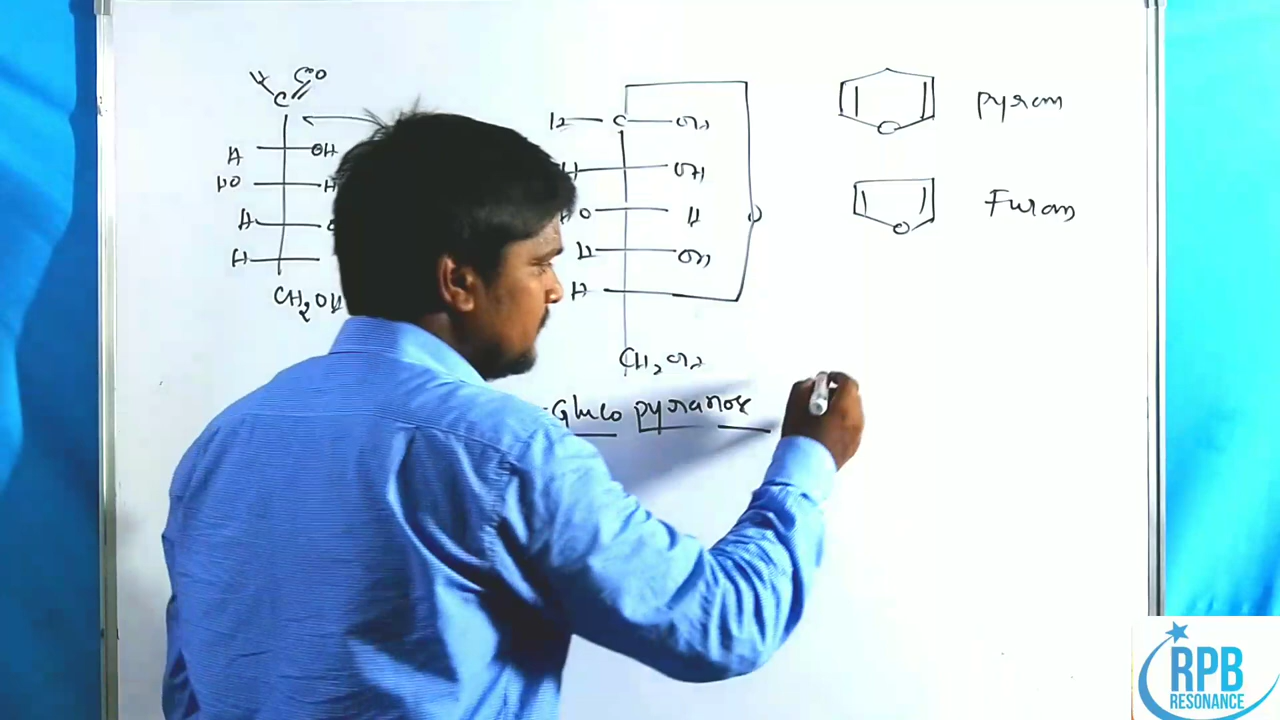 H O
C
H OH
HO H
H
H
CH₂OH
H C OH
H OH
HO H
H OH
H
O
CH₂OH
-Gluco pyranose
O pyran
O Furan
RPB
RESONANCE